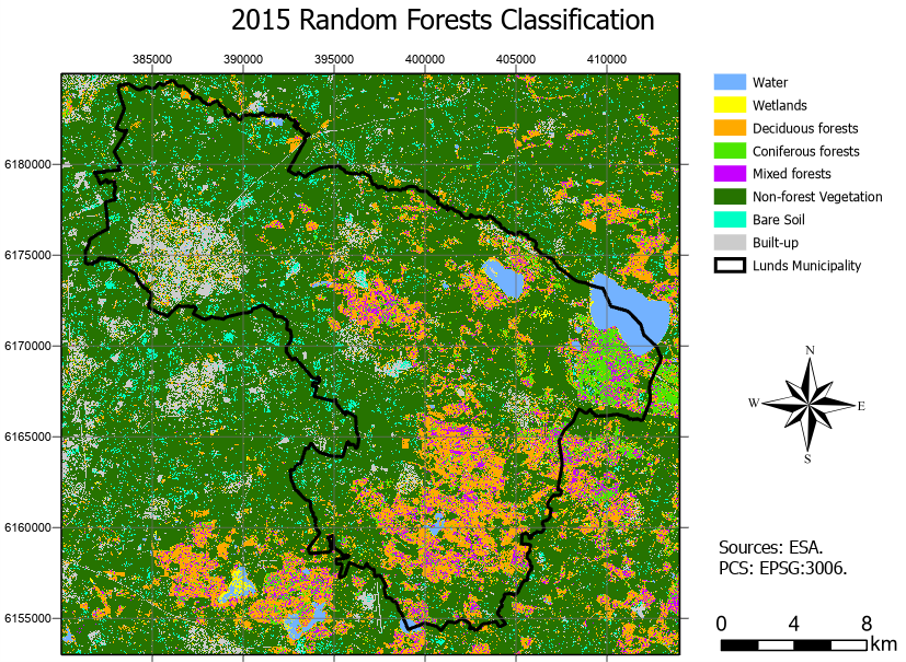 2015 Random Forests Classification
385000 390000 395000 400000 405000 410000
6180000
6175000
6170000
6165000
6160000
6155000
Water
Wetlands
Deciduous forests
Coniferous forests
Mixed forests
Non-forest Vegetation
Bare Soil
Built-up
Lunds Municipality
N
W E
S
Sources: ESA.
PCS: EPSG:3006.
0 4 8
km